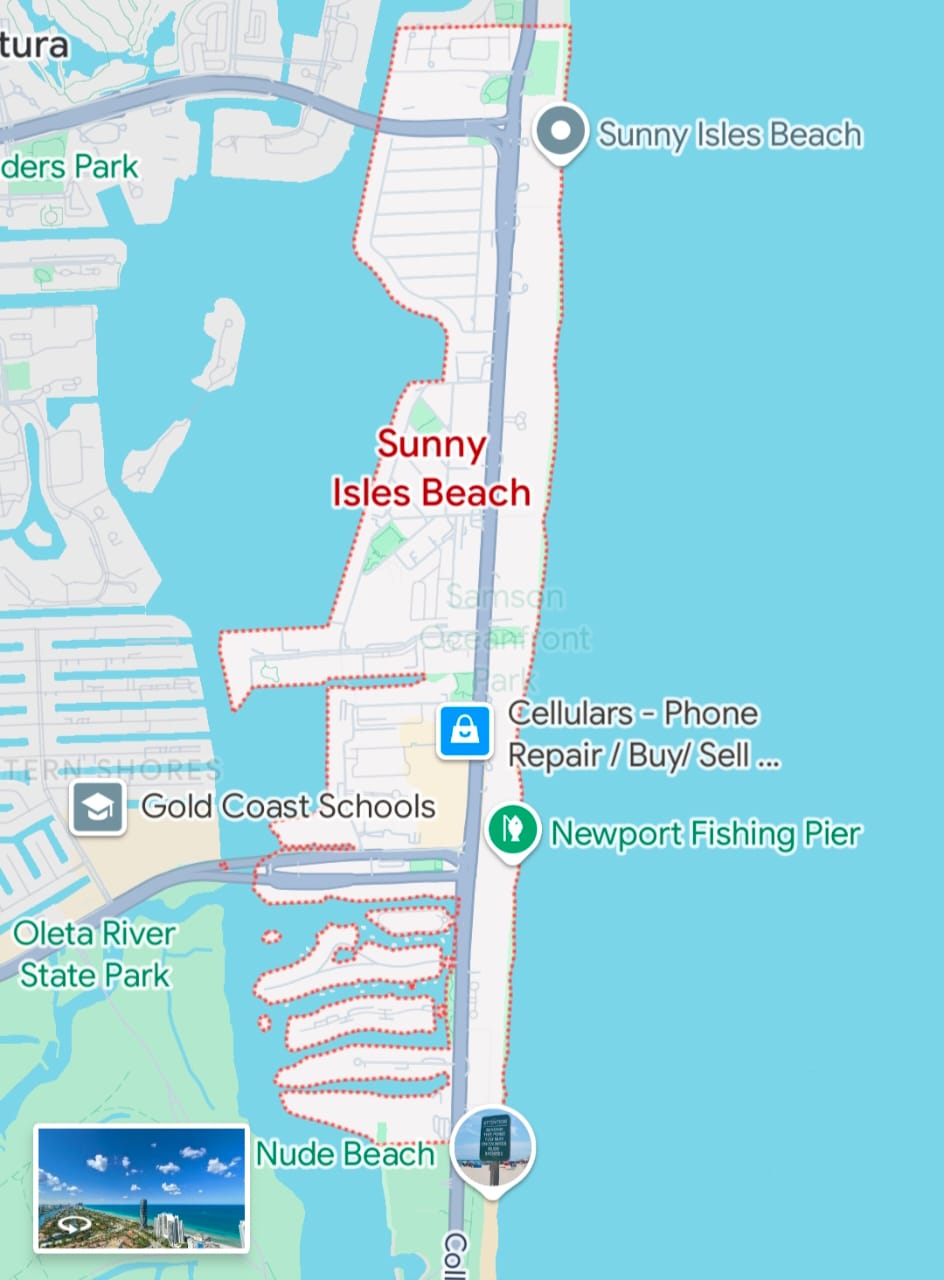 tura
Sunny Isles Beach
ders Park
Sunny
Isles Beach
Samson
Oceanfront
Park
Cellulars - Phone
Repair / Buy/ Sell ...
TERN SHORES
Gold Coast Schools
Newport Fishing Pier
Oleta River
State Park
Nude Beach
ATTENTION
Coll